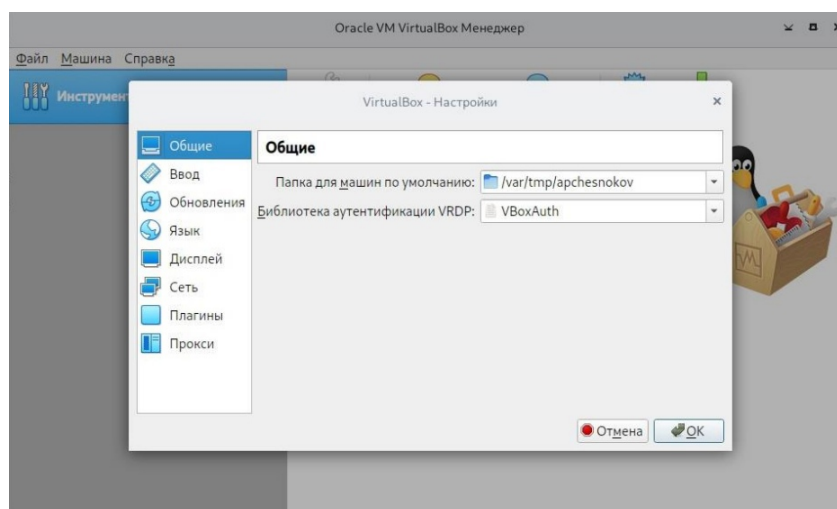 Oracle VM VirtualBox Менеджер
Файл Машина Справка
VirtualBox - Настройки
Общие
Ввод
Обновления
Язык
Дисплей
Сеть
Плагины
Прокси
Общие
Папка для машин по умолчанию: /var/tmp/apchesnokov
Библиотека аутентификации VRDP: VBoxAuth
Отмена OK